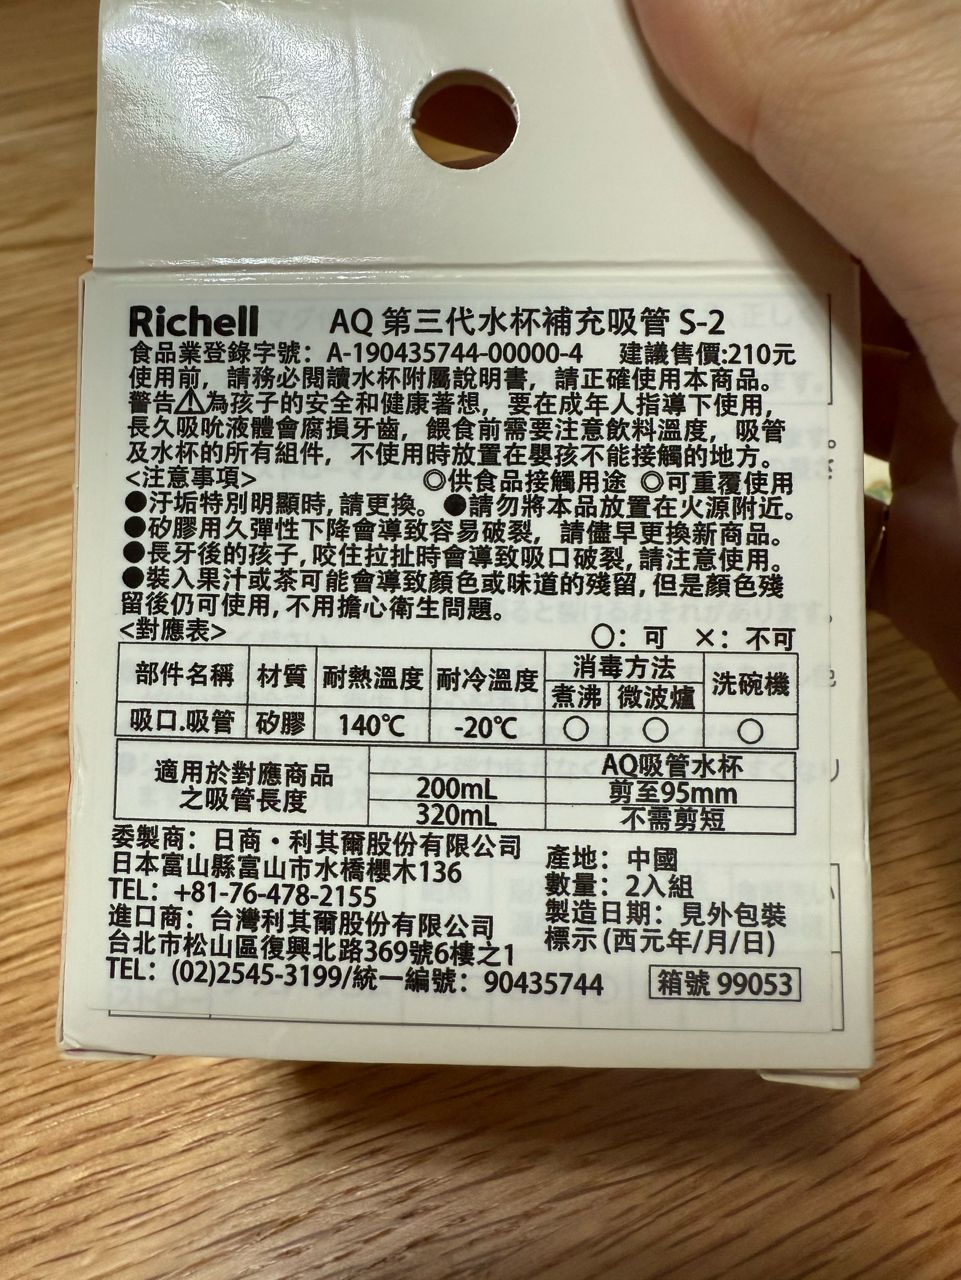 Richell AQ 第三代水杯補充吸管 S-2
食品業登錄字號：A-190435744-00000-4 建議售價:210元
使用前，請務必閱讀水杯附屬說明書，請正確使用本商品。
警告⚠為孩子的安全和健康著想，要在成年人指導下使用，
長久吸吮液體會腐損牙齒，餵食前需要注意飲料溫度，吸管
及水杯的所有組件，不使用時放置在嬰孩不能接觸的地方。
<注意事項> ◎供食品接觸用途 ◎可重覆使用
●汙垢特別明顯時,請更換。●請勿將本品放置在火源附近。
●矽膠用久彈性下降會導致容易破裂，請儘早更換新商品。
●長牙後的孩子,咬住拉扯時會導致吸口破裂,請注意使用。
●裝入果汁或茶可能會導致顏色或味道的殘留,但是顏色殘
留後仍可使用,不用擔心衛生問題。
<對應表> ○：可 ×：不可
部件名稱 材質 耐熱溫度 耐冷溫度 消毒方法 洗碗機
煮沸 微波爐
吸口.吸管 矽膠 140℃ -20℃ ○ ○ ○
適用於對應商品之吸管長度 AQ吸管水杯
200mL 剪至95mm
320mL 不需剪短
委製商：日商・利其爾股份有限公司
日本富山縣富山市水橋櫻木136
TEL：+81-76-478-2155
進口商：台灣利其爾股份有限公司
台北市松山區復興北路369號6樓之1
TEL：(02)2545-3199/統一編號：90435744
產地：中國
數量：2入組
製造日期：見外包裝
標示(西元年/月/日)
箱號 99053